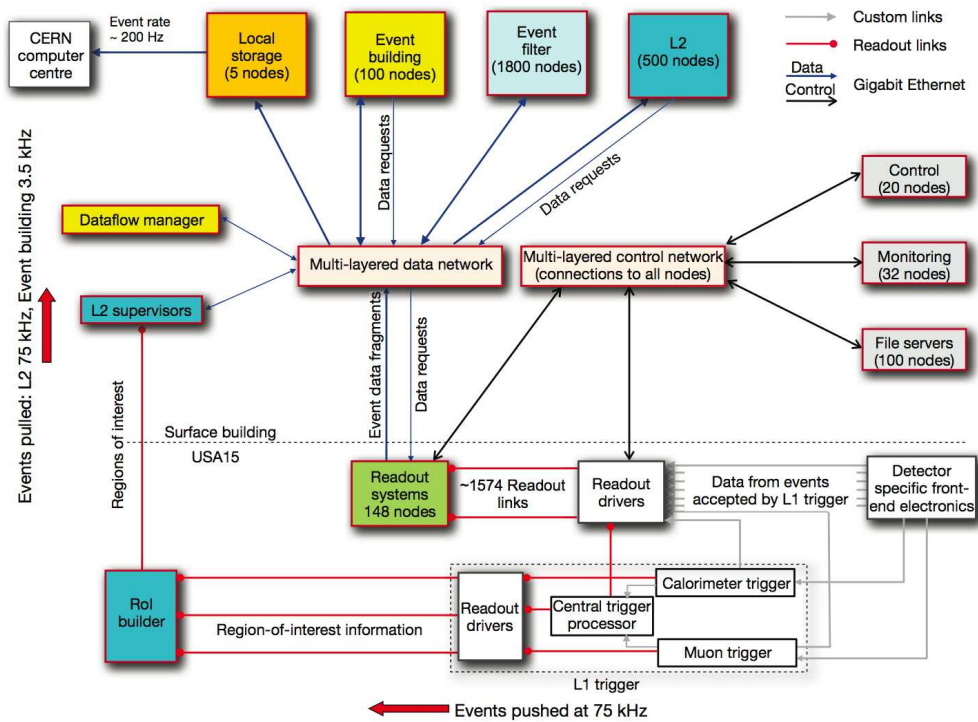 CERN
computer
centre
Event rate
~ 200 Hz
Local
storage
(5 nodes)
Event
building
(100 nodes)
Event
filter
(1800 nodes)
L2
(500 nodes)
Custom links
Readout links
Data
Control
Gigabit Ethernet
Data requests
Data requests
Control
(20 nodes)
Dataflow manager
Multi-layered data network
Multi-layered control network
(connections to all nodes)
Monitoring
(32 nodes)
L2 supervisors
File servers
(100 nodes)
Events pulled: L2 75 kHz, Event building 3.5 kHz
Regions of interest
Event data fragments
Data requests
Surface building
USA15
Readout
systems
148 nodes
~1574 Readout
links
Readout
drivers
Data from events
accepted by L1 trigger
Detector
specific front-
end electronics
RoI
builder
Region-of-interest information
Readout
drivers
Calorimeter trigger
Central trigger
processor
Muon trigger
L1 trigger
Events pushed at 75 kHz